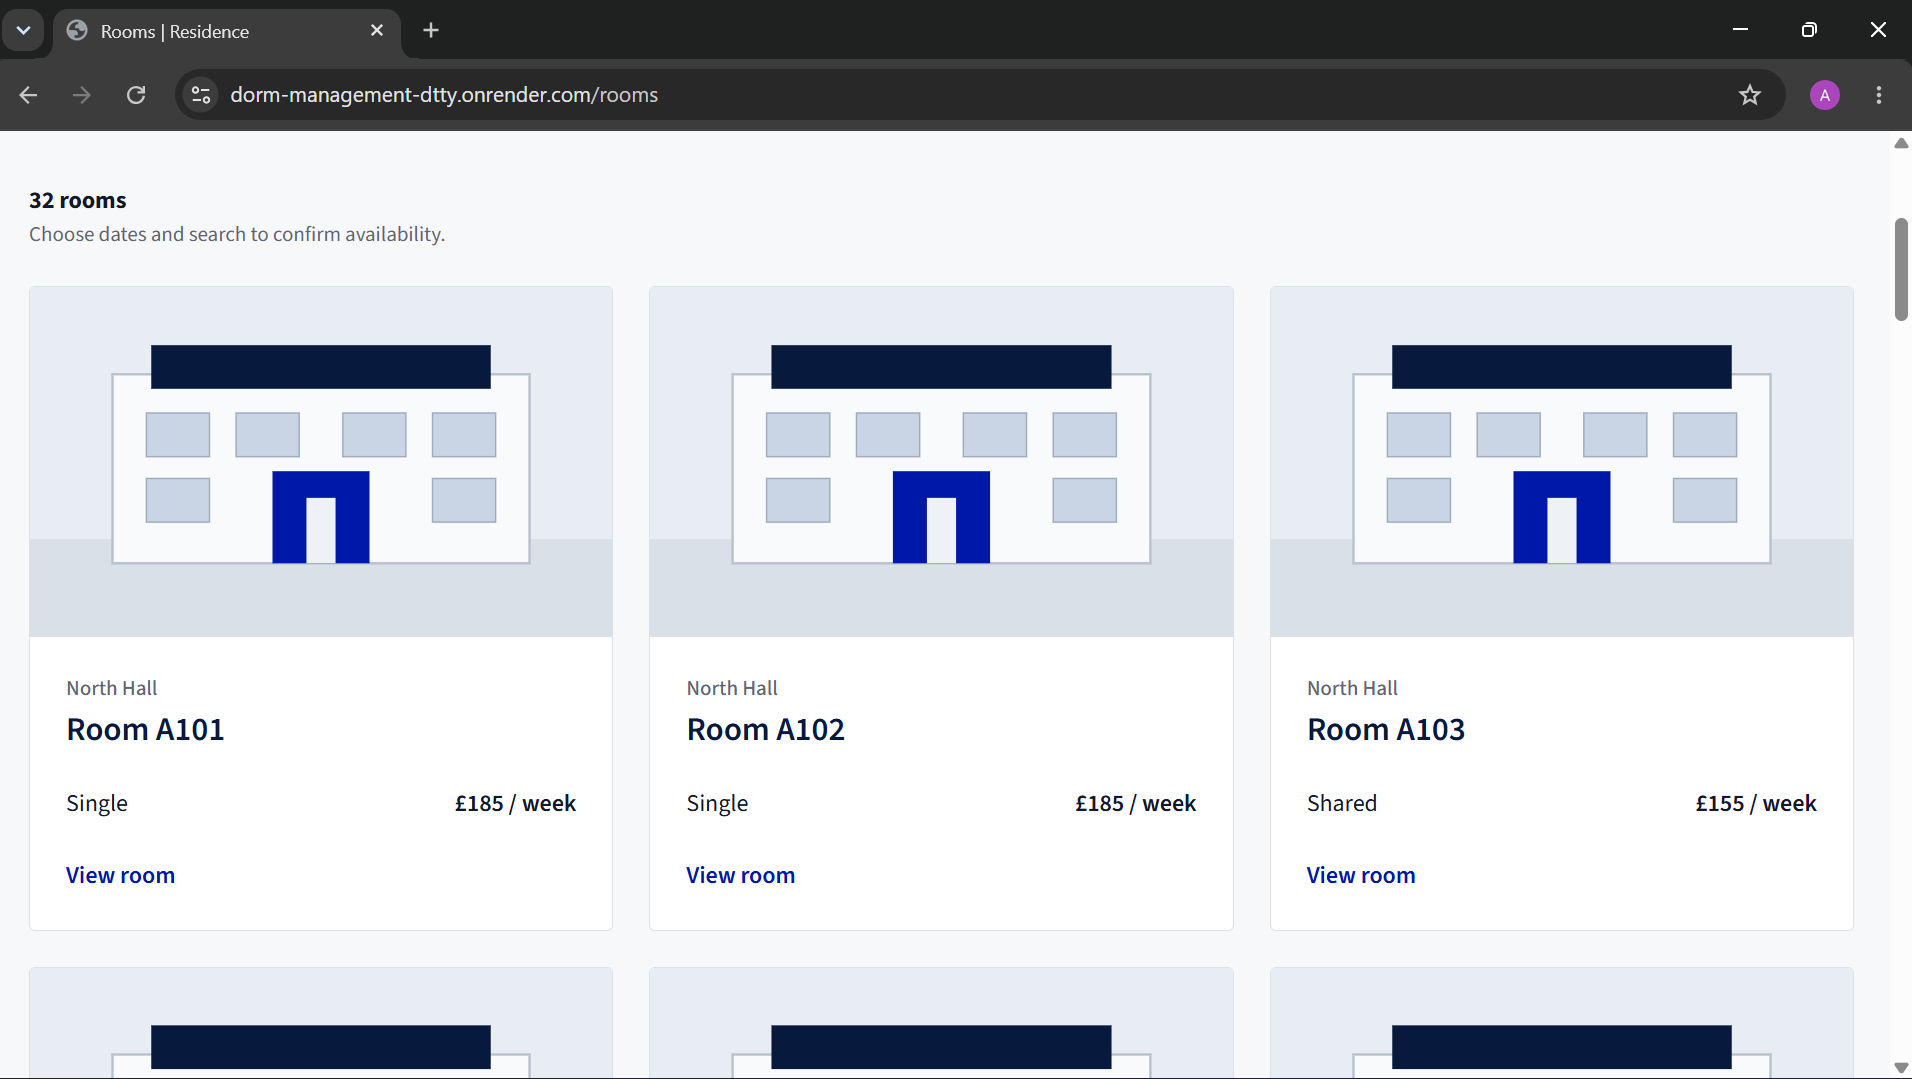 Rooms | Residence
dorm-management-dtty.onrender.com/rooms
A
32 rooms
Choose dates and search to confirm availability.
North Hall
Room A101
Single £185 / week
View room
North Hall
Room A102
Single £185 / week
View room
North Hall
Room A103
Shared £155 / week
View room